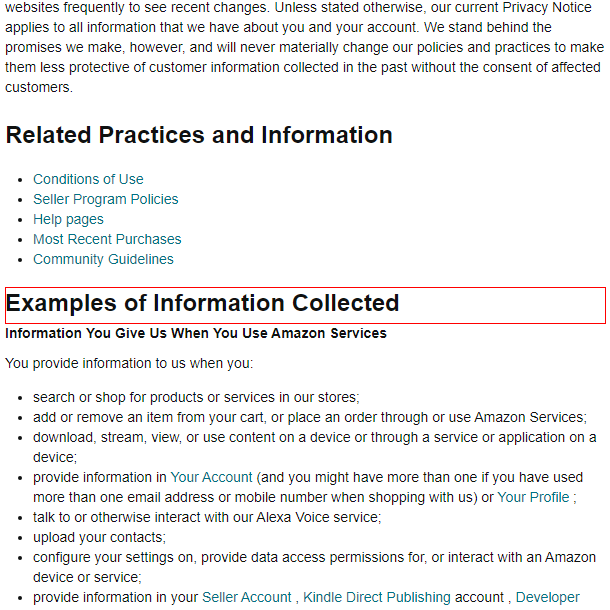 websites frequently to see recent changes. Unless stated otherwise, our current Privacy Notice
applies to all information that we have about you and your account. We stand behind the
promises we make, however, and will never materially change our policies and practices to make
them less protective of customer information collected in the past without the consent of affected
customers.
Related Practices and Information
• Conditions of Use
• Seller Program Policies
• Help pages
• Most Recent Purchases
• Community Guidelines
Examples of Information Collected
Information You Give Us When You Use Amazon Services
You provide information to us when you:
• search or shop for products or services in our stores;
• add or remove an item from your cart, or place an order through or use Amazon Services;
• download, stream, view, or use content on a device or through a service or application on a
device;
• provide information in Your Account (and you might have more than one if you have used
more than one email address or mobile number when shopping with us) or Your Profile ;
• talk to or otherwise interact with our Alexa Voice service;
• upload your contacts;
• configure your settings on, provide data access permissions for, or interact with an Amazon
device or service;
• provide information in your Seller Account , Kindle Direct Publishing account , Developer